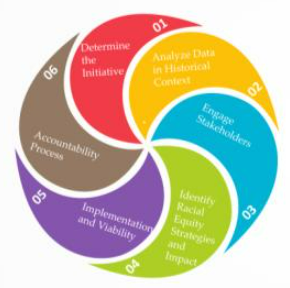 01
Determine
the
Initiative
02
Analyze Data
in Historical
Context
03
Engage
Stakeholders
04
Identify
Racial
Equity
Strategies
and
Impact
05
Implementation
and Viability
06
Accountability
Process